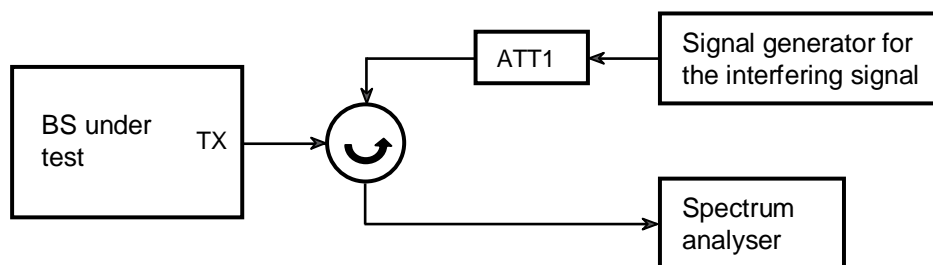 Signal generator for
the interfering signal
ATT1
BS under
test
TX
Spectrum
analyser